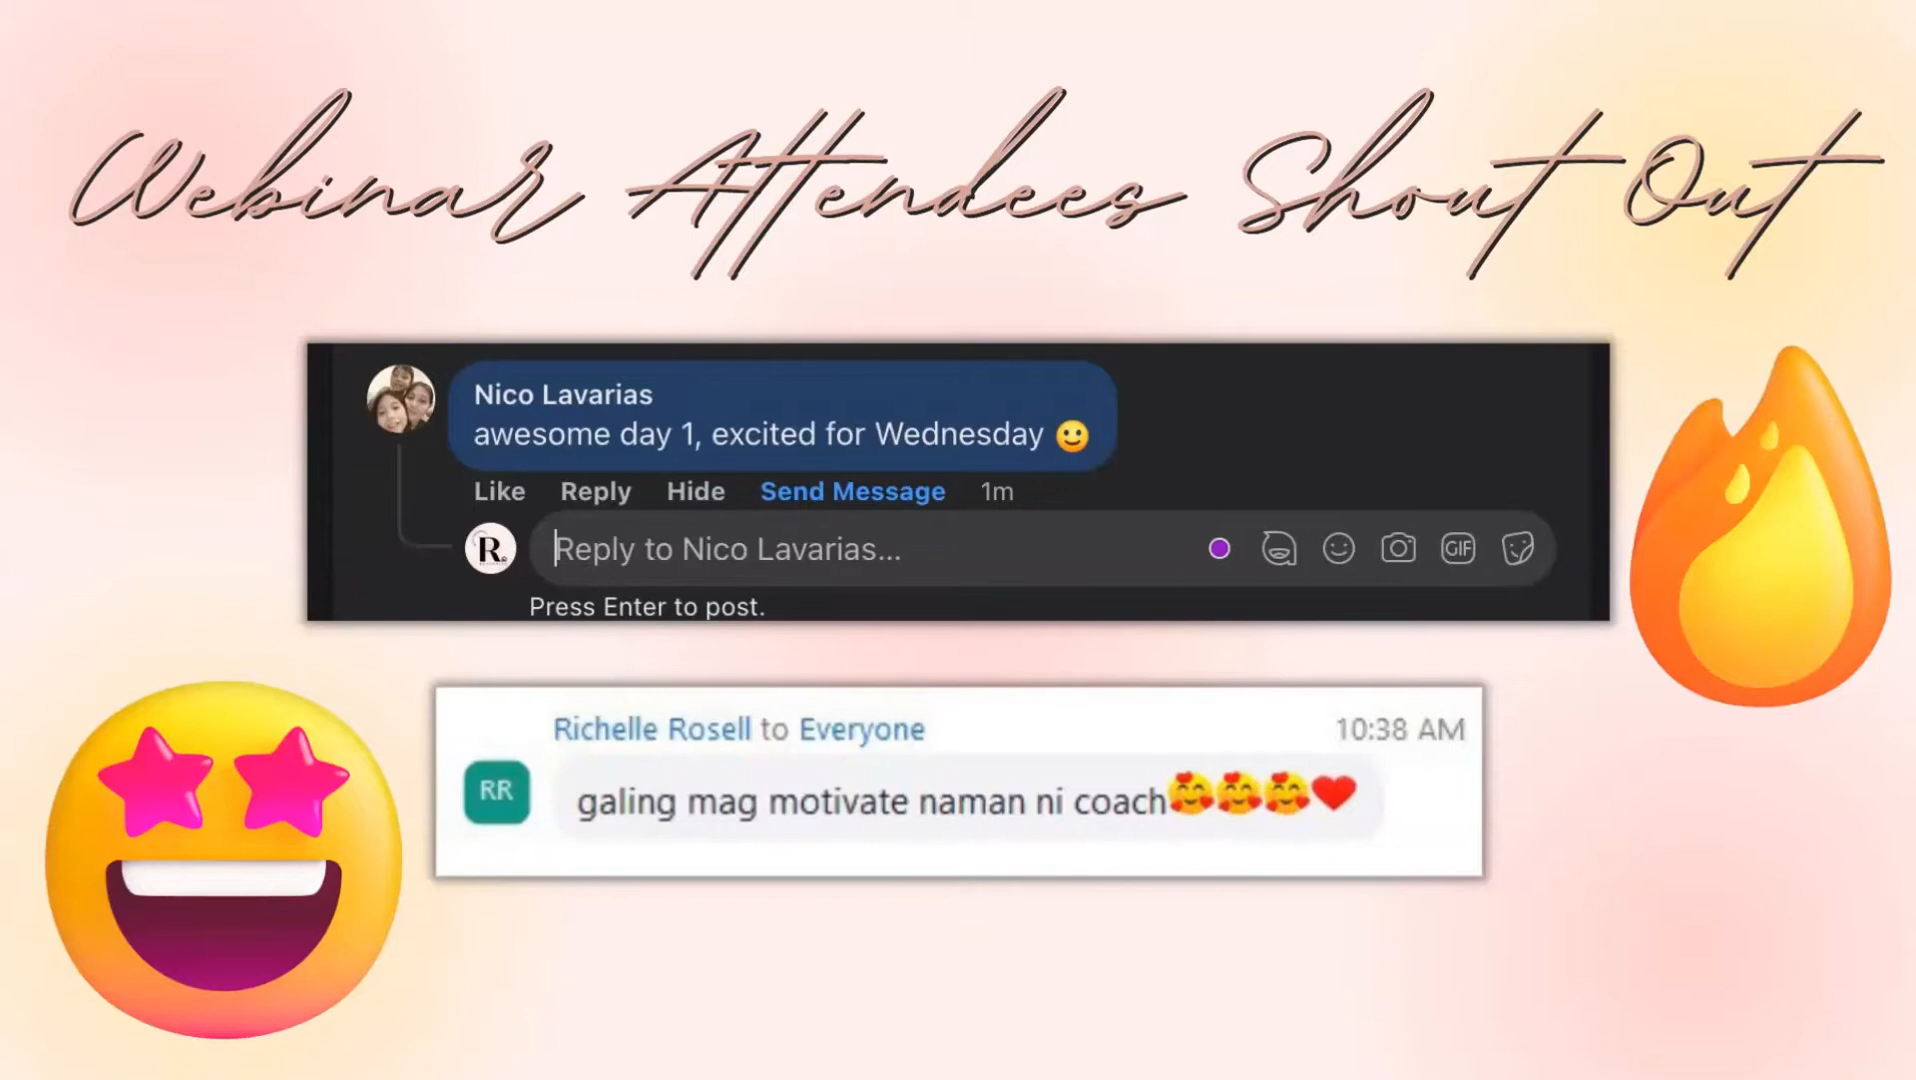 Webinar Attendees Shout Out
Nico Lavarias
awesome day 1, excited for Wednesday 🙂
Like Reply Hide Send Message 1m
R.
Reply to Nico Lavarias...
GIF
Press Enter to post.
Richelle Rosell to Everyone 10:38 AM
RR
galing mag motivate naman ni coach🥰🥰🥰❤️